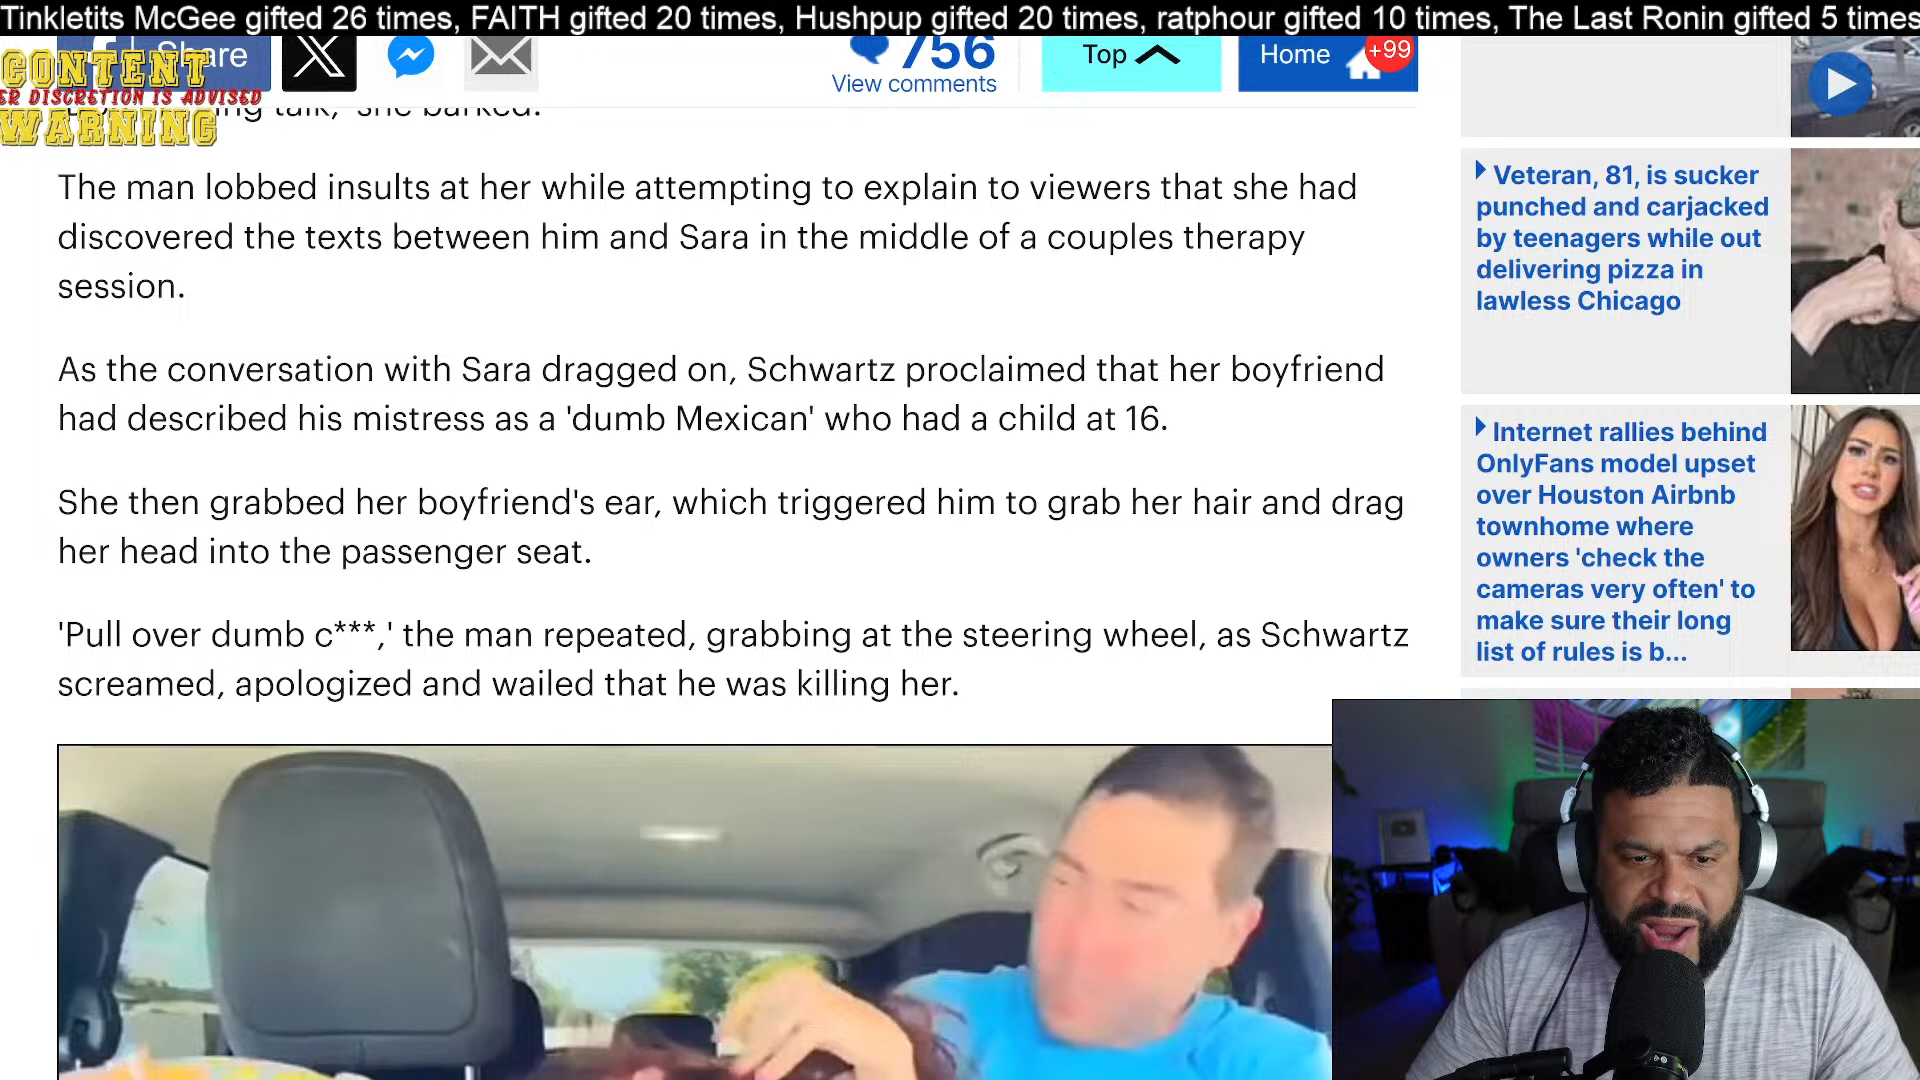 Tinkletits McGee gifted 26 times, FAITH gifted 20 times, Hushpup gifted 20 times, ratphour gifted 10 times, The Last Ronin gifted 5 times
Share
756
View comments
Top
Home
+99
CONTENT
ER DISCRETION IS ADVISED
WARNING
talk,' she barked.
The man lobbed insults at her while attempting to explain to viewers that she had
discovered the texts between him and Sara in the middle of a couples therapy
session.
As the conversation with Sara dragged on, Schwartz proclaimed that her boyfriend
had described his mistress as a 'dumb Mexican' who had a child at 16.
She then grabbed her boyfriend's ear, which triggered him to grab her hair and drag
her head into the passenger seat.
'Pull over dumb c***,' the man repeated, grabbing at the steering wheel, as Schwartz
screamed, apologized and wailed that he was killing her.
Veteran, 81, is sucker
punched and carjacked
by teenagers while out
delivering pizza in
lawless Chicago
Internet rallies behind
OnlyFans model upset
over Houston Airbnb
townhome where
owners 'check the
cameras very often' to
make sure their long
list of rules is b...